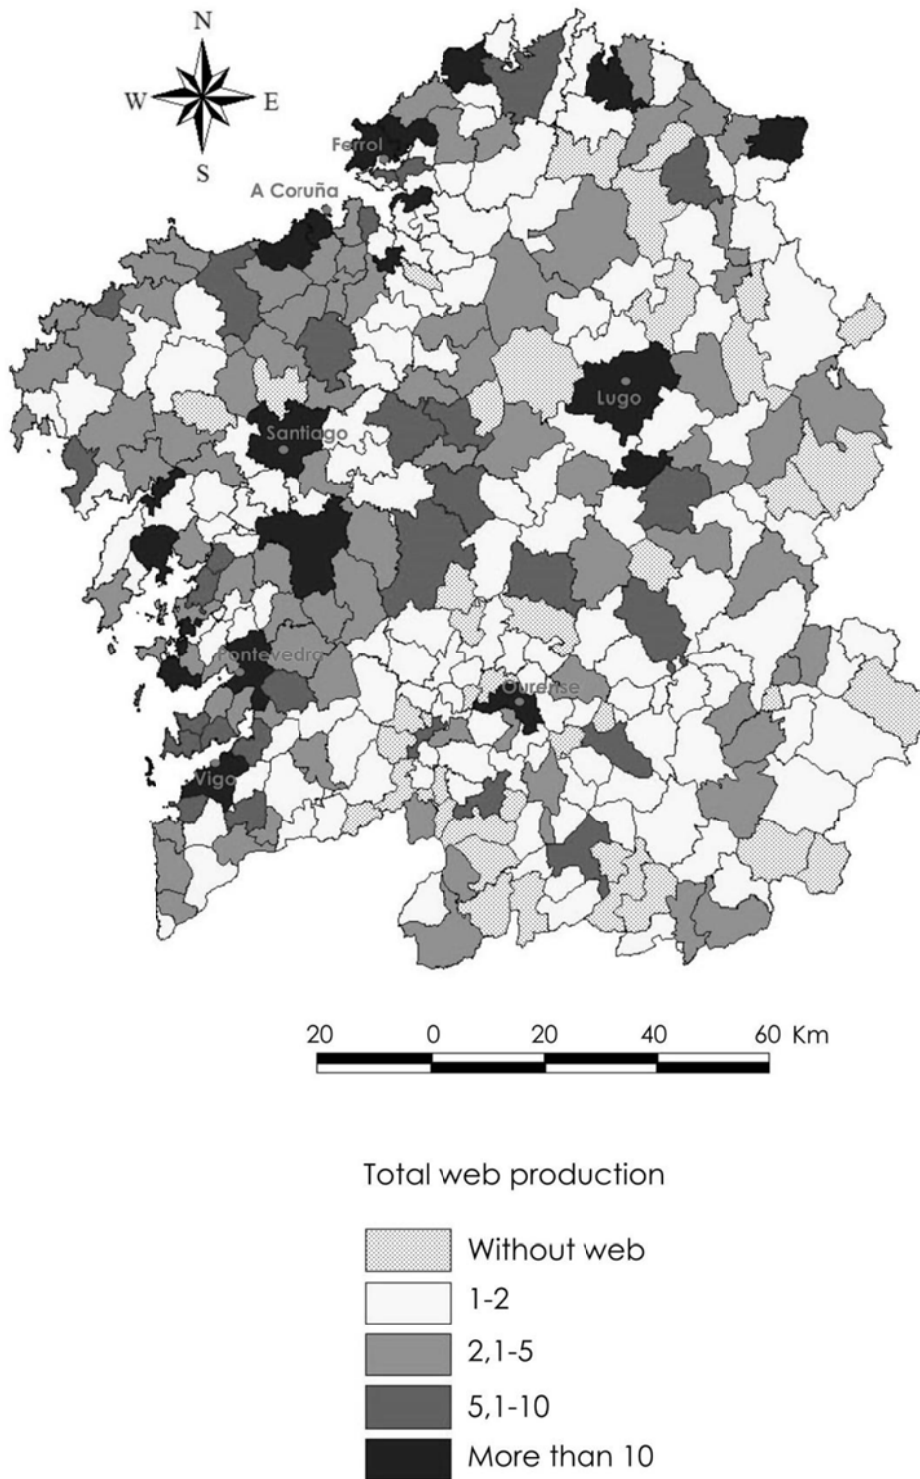 N
W E
S
Ferrol
A Coruña
Lugo
Santiago
Pontevedra
Ourense
Vigo
20 0 20 40 60 Km
Total web production
Without web
1-2
2,1-5
5,1-10
More than 10